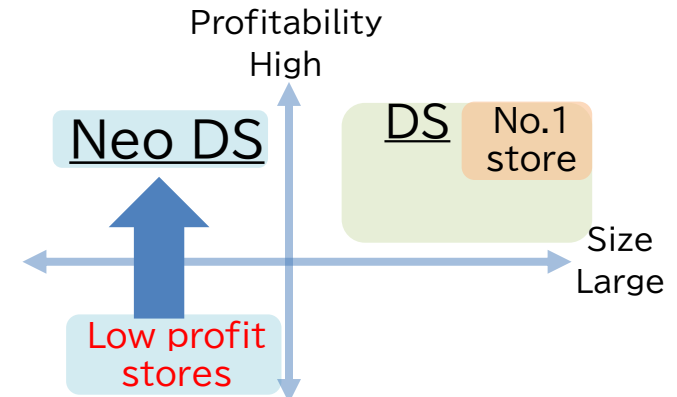 Profitability
High
Neo DS
DS
No.1
store
Size
Large
Low profit
stores